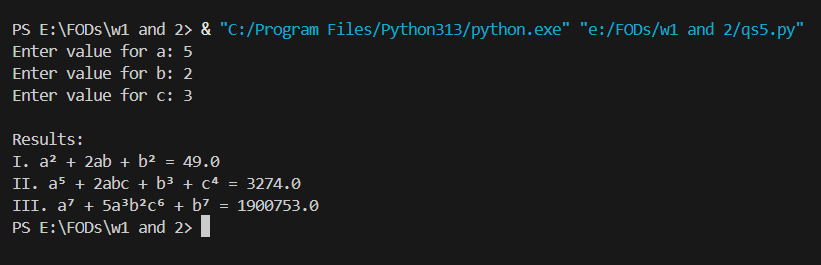 PS E:\FODs\w1 and 2> & "C:/Program Files/Python313/python.exe" "e:/FODs/w1 and 2/qs5.py"
Enter value for a: 5
Enter value for b: 2
Enter value for c: 3
Results:
I. a² + 2ab + b² = 49.0
II. a⁵ + 2abc + b³ + c⁴ = 3274.0
III. a⁷ + 5a³b²c⁶ + b⁷ = 1900753.0
PS E:\FODs\w1 and 2>